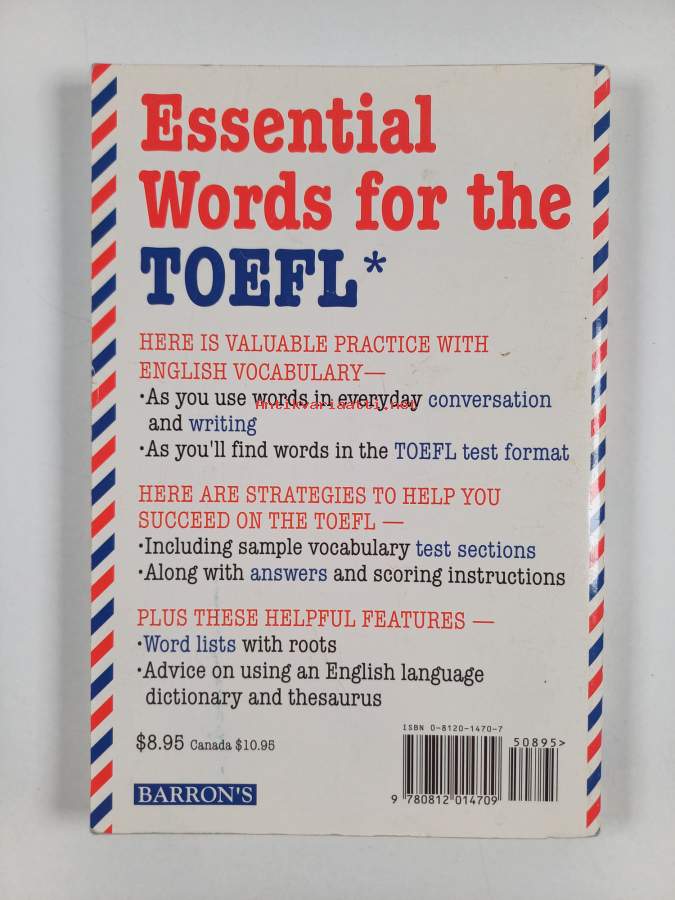 Essential
Words for the
TOEFL*
HERE IS VALUABLE PRACTICE WITH
ENGLISH VOCABULARY—
•As you use words in everyday conversation
Antikvariaatti.net
and writing
•As you'll find words in the TOEFL test format
HERE ARE STRATEGIES TO HELP YOU
SUCCEED ON THE TOEFL —
•Including sample vocabulary test sections
•Along with answers and scoring instructions
PLUS THESE HELPFUL FEATURES —
•Word lists with roots
•Advice on using an English language
dictionary and thesaurus
$8.95 Canada $10.95
ISBN 0-8120-1470-7
50895>
BARRON'S
9 780812 014709